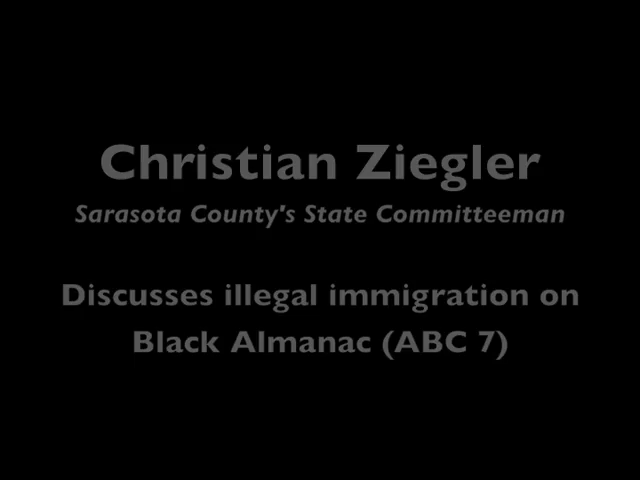 Christian Ziegler
Sarasota County's State Committeeman
Discusses illegal immigration on
Black Almanac (ABC 7)